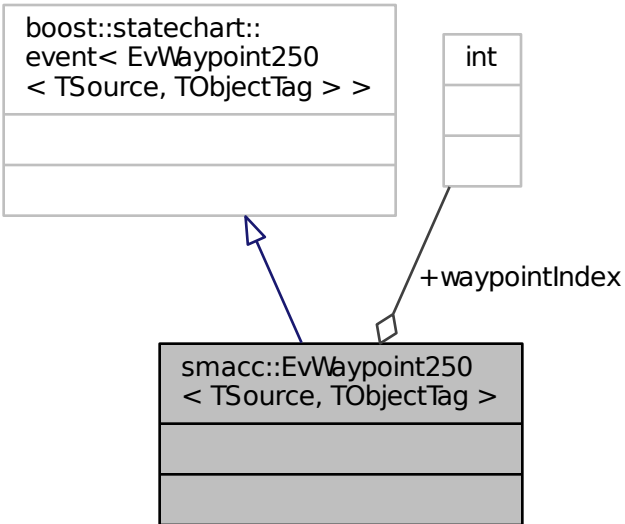 boost::statechart::
event< EvWaypoint250
< TSource, TObjectTag > >
int
+waypointIndex
smacc::EvWaypoint250
< TSource, TObjectTag >